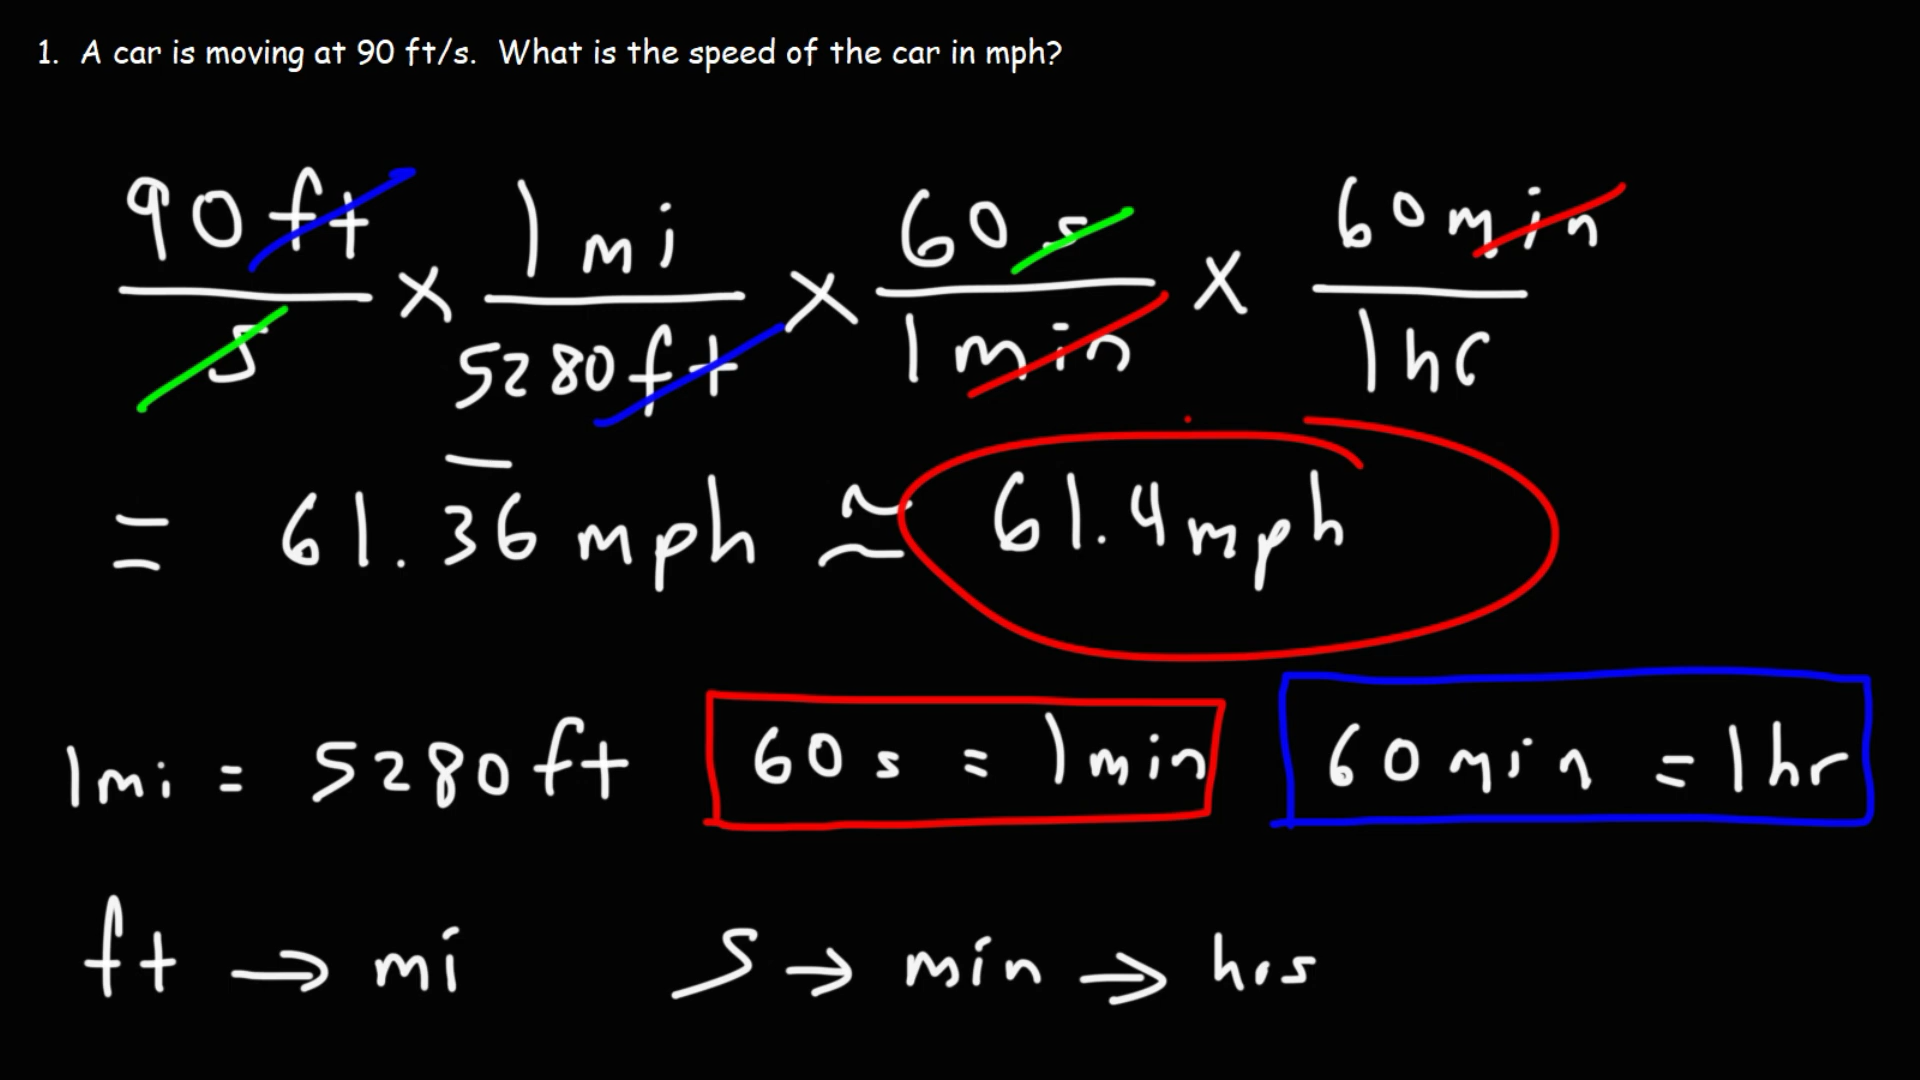 1. A car is moving at 90 ft/s. What is the speed of the car in mph?
90 ft / s × 1 mi / 5280 ft × 60 s / 1 min × 60 min / 1 hr
= 61.36 mph ≈ 61.4 mph
1 mi = 5280 ft 60 s = 1 min 60 min = 1 hr
ft → mi s → min → hrs